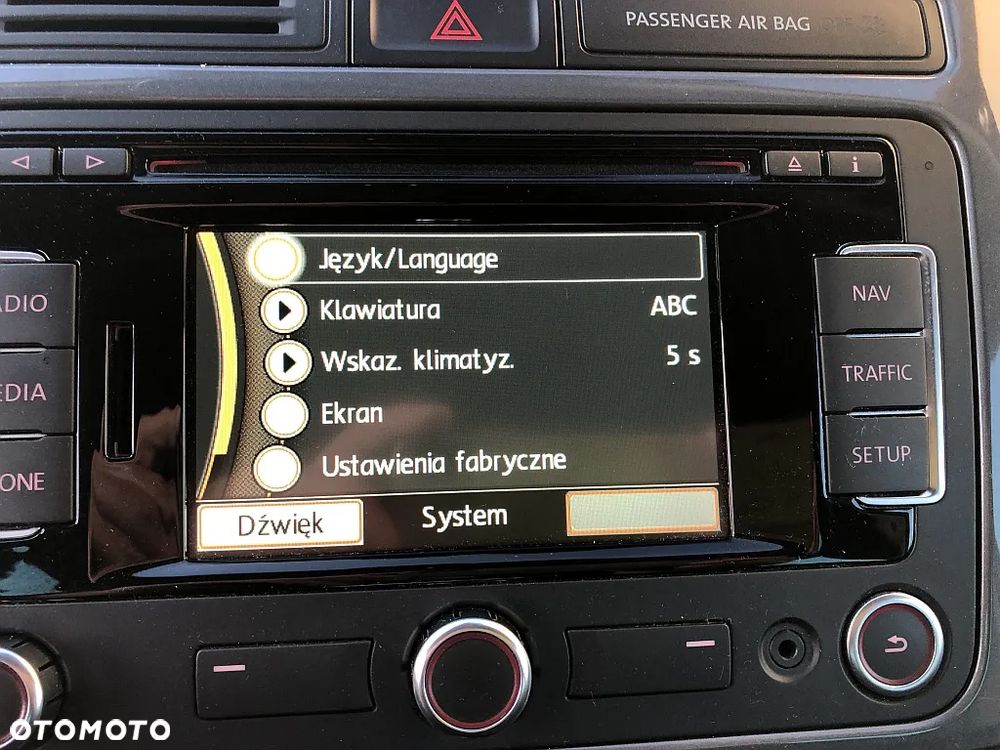 PASSENGER AIR BAG
Język/Language
Klawiatura ABC
Wskaz. klimatyz. 5 s
Ekran
Ustawienia fabryczne
Dźwięk System
ADIO
EDIA
ONE
NAV
TRAFFIC
SETUP
i
OTOMOTO